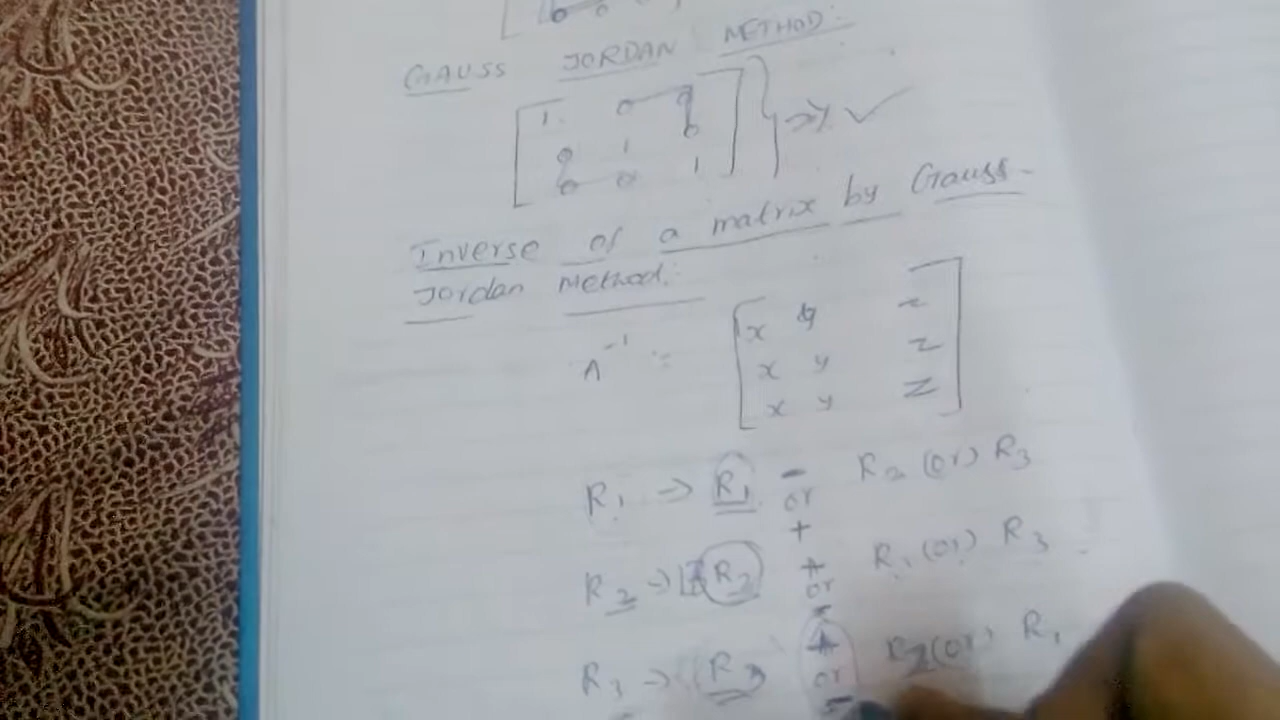 0 0
GAUSS JORDAN METHOD:
1 0 0
0 1 0
0 0 1
Inverse of a matrix by Gauss-
Jordan Method:
A⁻¹ = x y z
x y z
x y z
R₁ → R₁ - or + R₂ (or) R₃
R₂ → R₂ + or - R₁ (or) R₃
R₃ → R₃ + or - R₂ (or) R₁